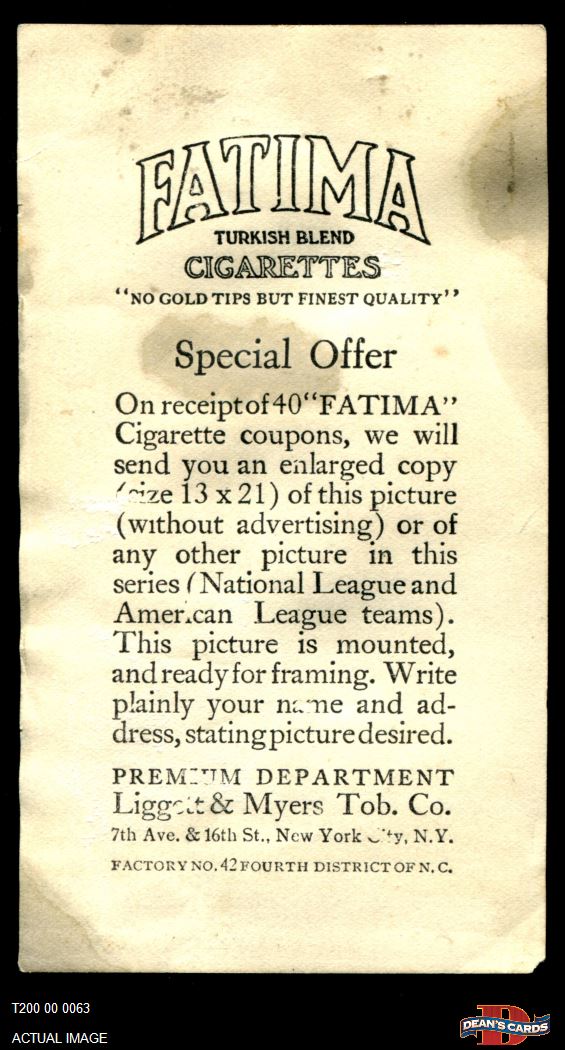 FATIMA
TURKISH BLEND
CIGARETTES
"NO GOLD TIPS BUT FINEST QUALITY"
Special Offer
On receipt of 40 "FATIMA"
Cigarette coupons, we will
send you an enlarged copy
(size 13 x 21) of this picture
(without advertising) or of
any other picture in this
series (National League and
American League teams).
This picture is mounted,
and ready for framing. Write
plainly your name and ad-
dress, stating picture desired.
PREMIUM DEPARTMENT
Liggett & Myers Tob. Co.
7th Ave. & 16th St., New York City, N.Y.
FACTORY NO. 42 FOURTH DISTRICT OF N. C.
T200 00 0063
ACTUAL IMAGE
D
DEAN'S CARDS